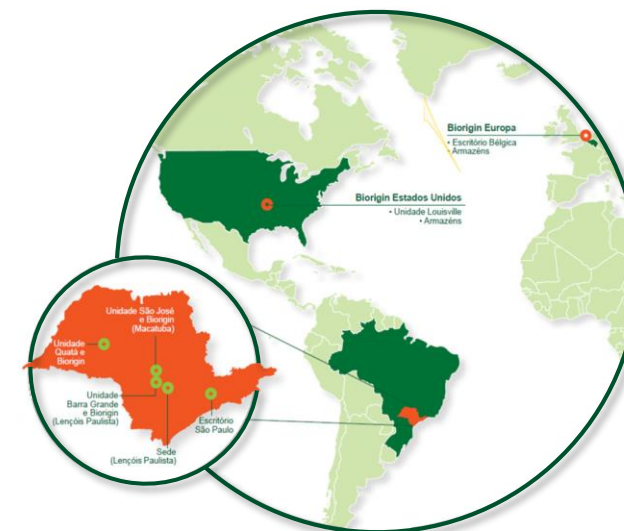 Biorigin Europa
• Escritório Bélgica
• Armazéns
Biorigin Estados Unidos
• Unidade Louisville
• Armazéns
Unidade São José
e Biorigin
(Macatuba)
Unidade
Quatá e
Biorigin
Unidade
Barra Grande
e Biorigin
(Lençóis Paulista)
Escritório
São Paulo
Sede
(Lençóis Paulista)